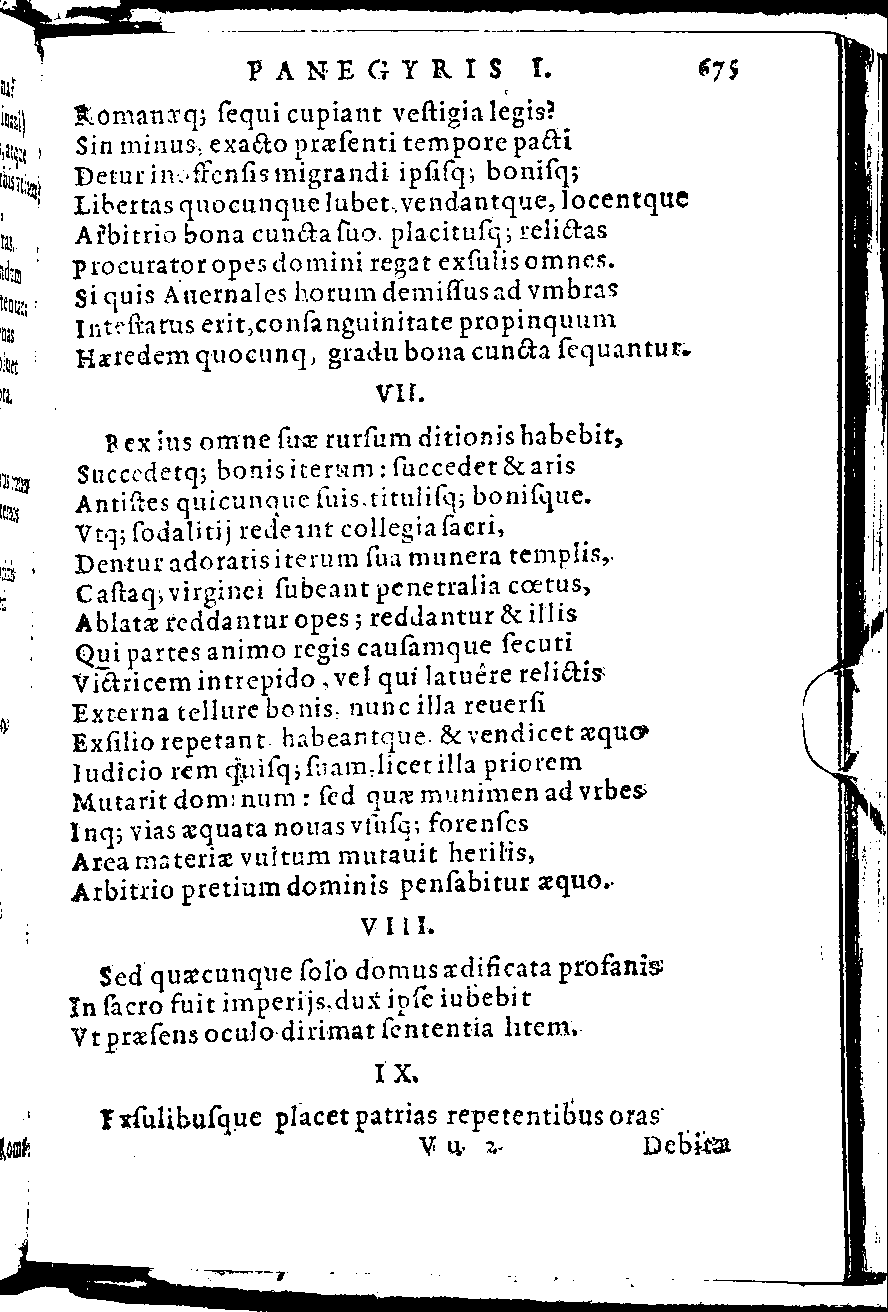 PANEGYRIS I. 675
Romanæq; ſequi cupiant veſtigia legis?
Sin minus, exacto præſenti tempore pacti
Detur inoffenſis migrandi ipſiſq; boniſq;
Libertas quocunque lubet, vendantque, locentque
Arbitrio bona cuncta ſuo. placituſq; relictas
Procurator opes domini regat exſulis omnes.
Si quis Auernales horum demiſſus ad vmbras
Inteſtatus erit, conſanguinitate propinquum
Hæredem quocunq, gradu bona cuncta ſequantur.
VII.
Rex ius omne ſuæ rurſum ditionis habebit,
Succedetq; bonis iterum: ſuccedet & aris
Antiſtes quicunque ſuis, tituliſq; boniſque.
Vtq; ſodalitij redeant collegia ſacri,
Dentur adoratis iterum ſua munera templis,
Caſtaq; virginei ſubeant penetralia cœtus,
Ablatæ reddantur opes; reddantur & illis
Qui partes animo regis cauſamque ſecuti
Victricem intrepido, vel qui latuêre relictis
Externa tellure bonis, nunc illa reuerſi
Exſilio repetant habeantque. & vendicet æquo
Iudicio rem quiſq; ſuam, licet illa priorem
Mutarit dominum: ſed quæ munimen ad vrbes
Inq; vias æquata nouas vſuſq; forenſes
Area materiæ vultum mutauit herilis,
Arbitrio pretium dominis penſabitur æquo.
VIII.
Sed quæcunque ſolo domus ædificata profanis
In ſacro fuit imperijs, dux ipſe iubebit
Vt præſens oculo dirimat ſententia litem.
IX.
Exſulibuſque placet patrias repetentibus oras
V u 2 Debita